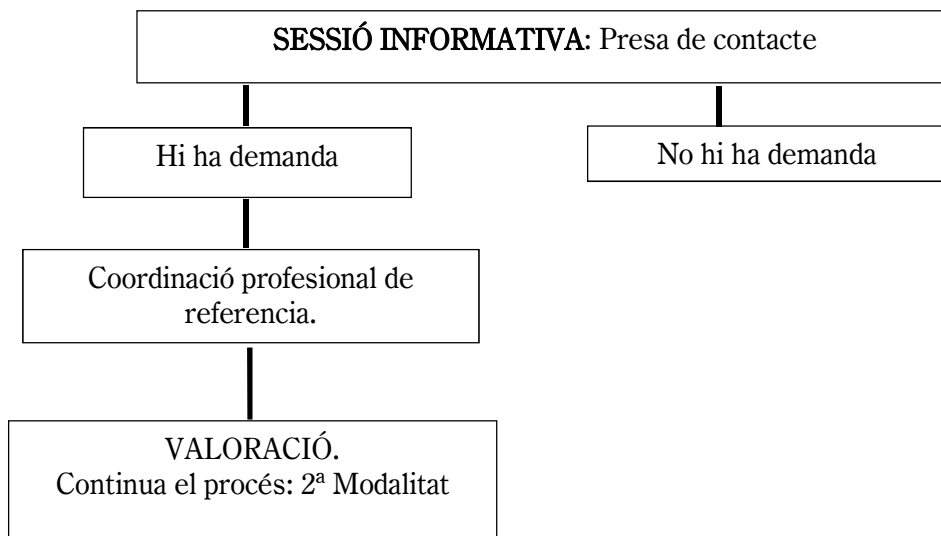 SESSIÓ INFORMATIVA: Presa de contacte
Hi ha demanda
No hi ha demanda
Coordinació profesional de
referencia.
VALORACIÓ.
Continua el procés: 2ª Modalitat